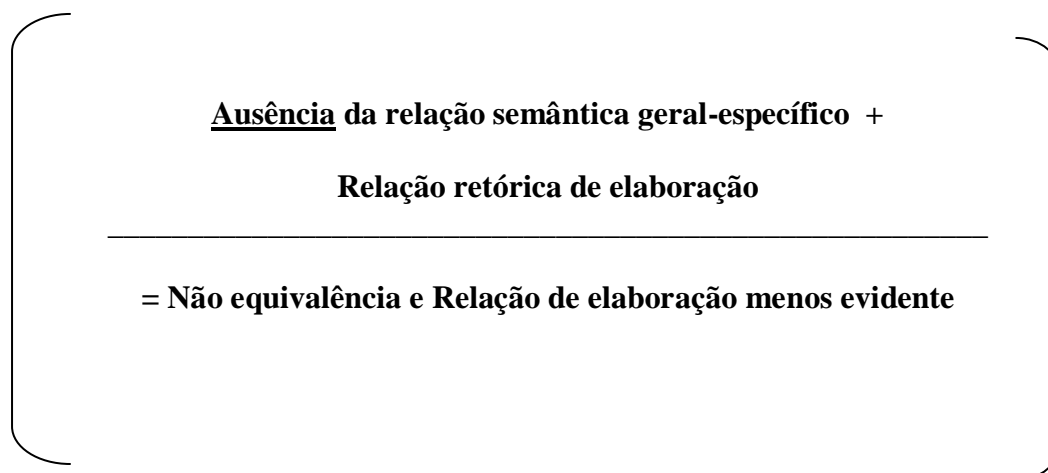 Ausência da relação semântica geral-específico +
Relação retórica de elaboração
= Não equivalência e Relação de elaboração menos evidente